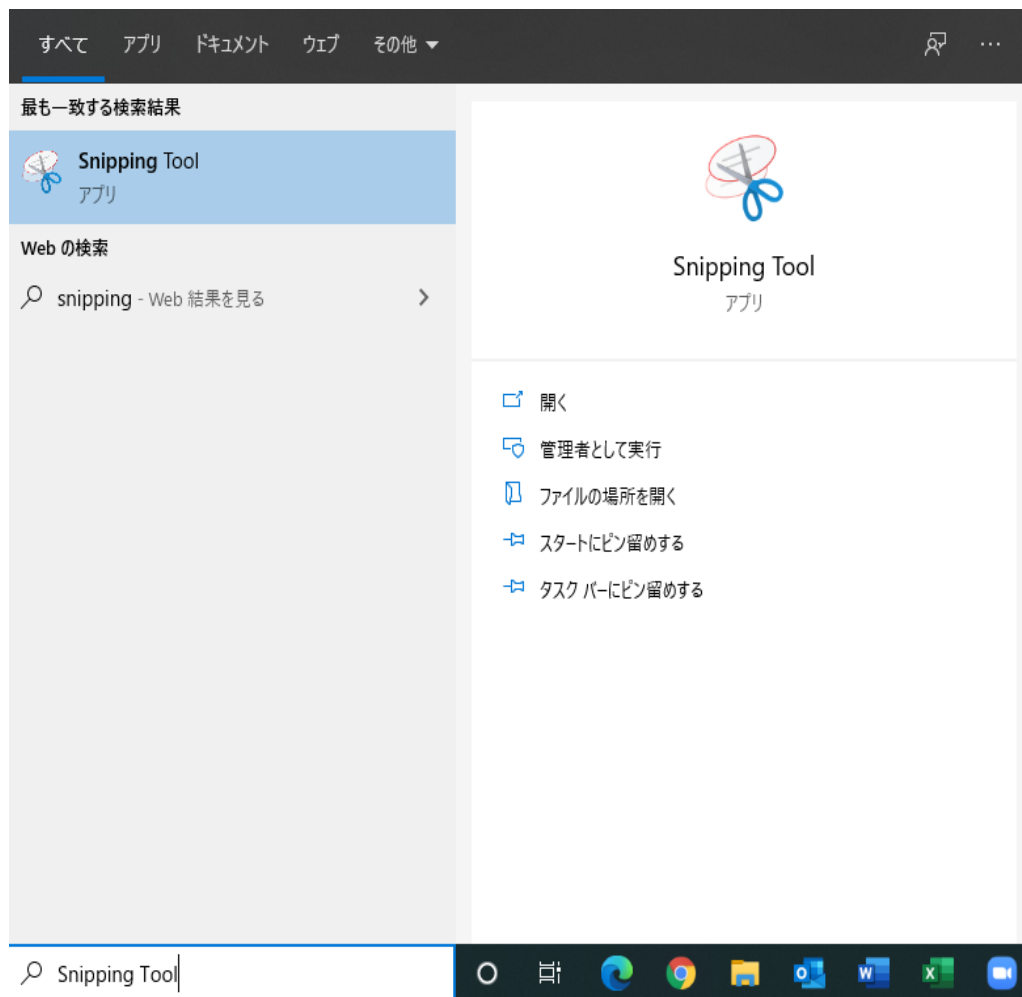 すべて アプリ ドキュメント ウェブ その他
最も一致する検索結果
Snipping Tool
アプリ
Web の検索
snipping - Web 結果を見る
Snipping Tool
アプリ
開く
管理者として実行
ファイルの場所を開く
スタートにピン留めする
タスク バーにピン留めする
Snipping Tool